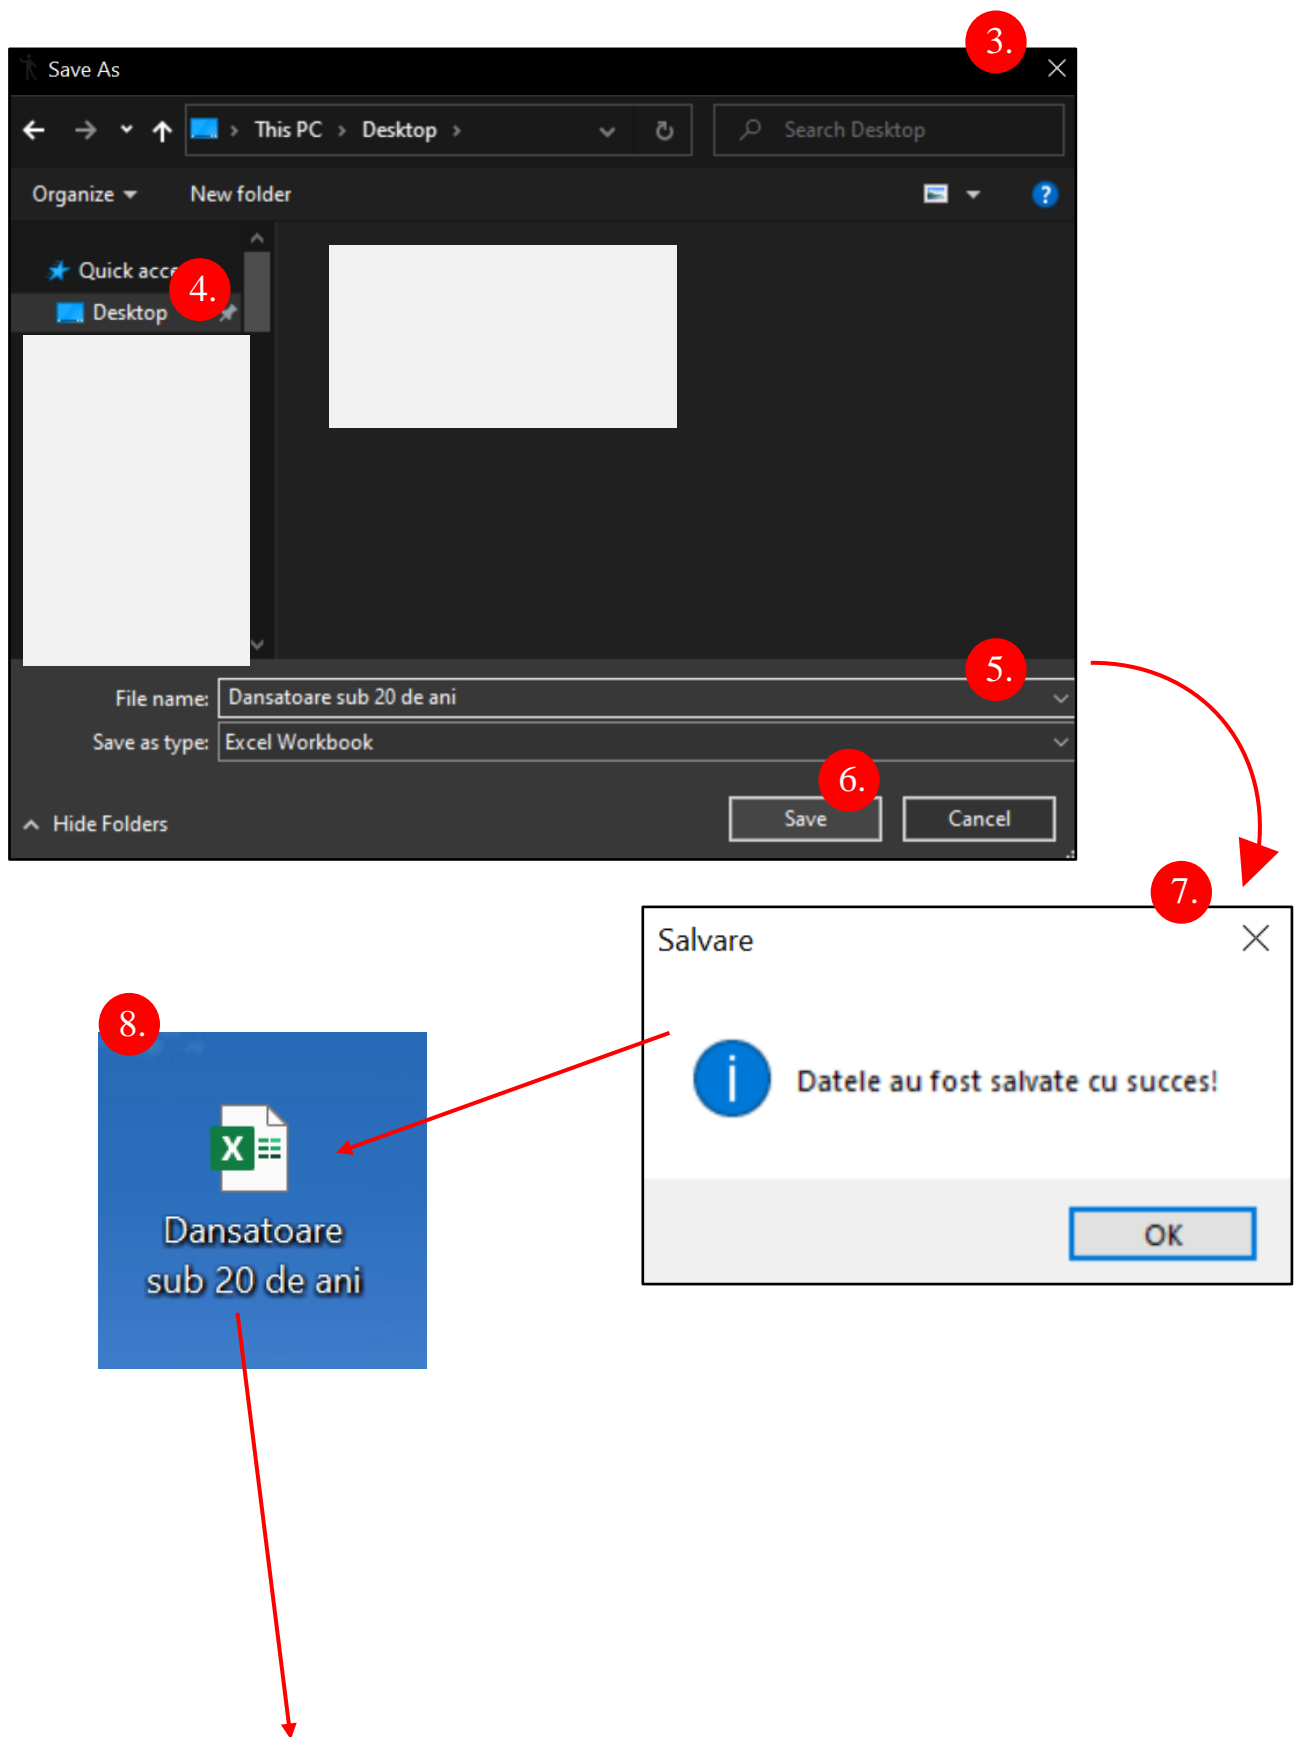 3.
Save As
This PC > Desktop >
Search Desktop
Organize
New folder
?
Quick acce
4.
Desktop
5.
File name: Dansatoare sub 20 de ani
Save as type: Excel Workbook
6.
Hide Folders
Save
Cancel
7.
Salvare
8.
i
Datele au fost salvate cu succes!
X
Dansatoare
sub 20 de ani
OK